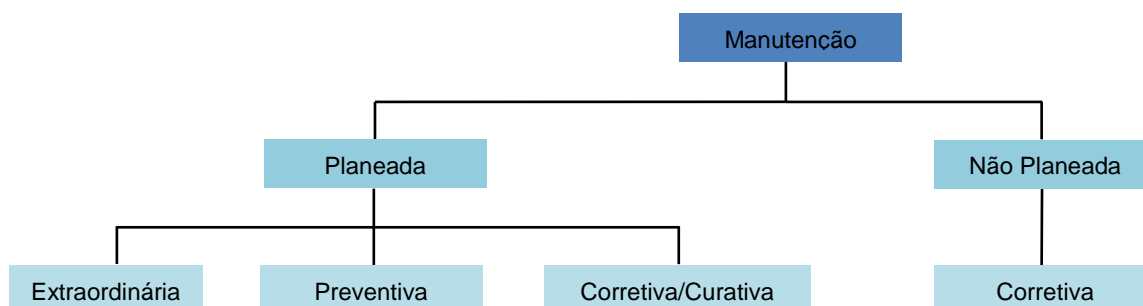 Manutenção
Planeada
Não Planeada
Extraordinária
Preventiva
Corretiva/Curativa
Corretiva